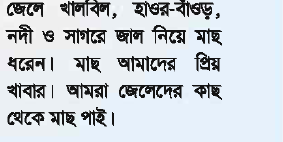 জেলে খালবিল, হাওর-বাঁওড়,
নদী ও সাগরে জাল নিয়ে মাছ
ধরেন। মাছ আমাদের প্রিয়
খাবার। আমরা জেলেদের কাছ
থেকে মাছ পাই।